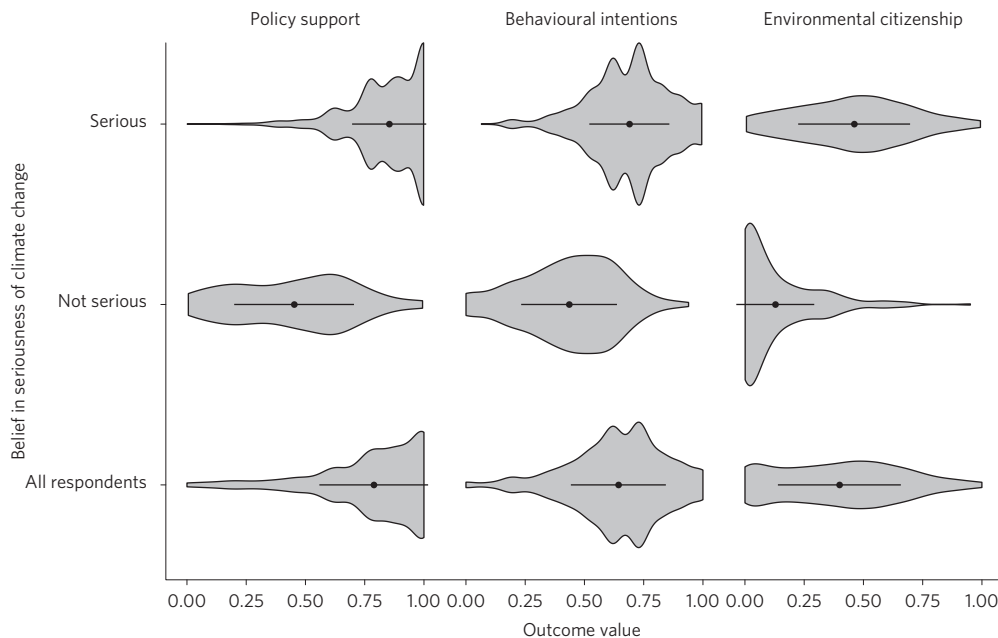 Policy support
Behavioural intentions
Environmental citizenship
Belief in seriousness of climate change
Serious
Not serious
All respondents
0.00 0.25 0.50 0.75 1.00 0.00 0.25 0.50 0.75 1.00 0.00 0.25 0.50 0.75 1.00
Outcome value